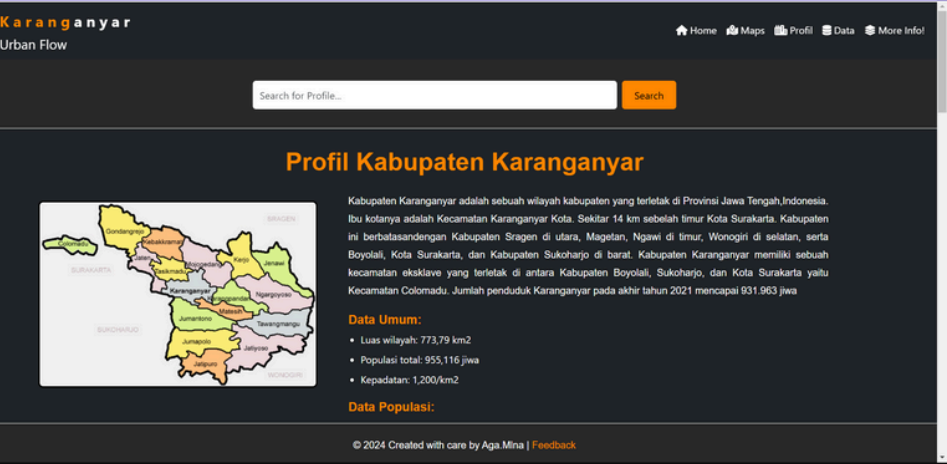 Karanganyar
Urban Flow
Home Maps Profil Data More Info!
Search for Profile...
Search
Profil Kabupaten Karanganyar
Kabupaten Karanganyar adalah sebuah wilayah kabupaten yang terletak di Provinsi Jawa Tengah,Indonesia.
Ibu kotanya adalah Kecamatan Karanganyar Kota. Sekitar 14 km sebelah timur Kota Surakarta. Kabupaten
ini berbatasandengan Kabupaten Sragen di utara, Magetan, Ngawi di timur, Wonogiri di selatan, serta
Boyolali, Kota Surakarta, dan Kabupaten Sukoharjo di barat. Kabupaten Karanganyar memiliki sebuah
kecamatan eksklave yang terletak di antara Kabupaten Boyolali, Sukoharjo, dan Kota Surakarta yaitu
Kecamatan Colomadu. Jumlah penduduk Karanganyar pada akhir tahun 2021 mencapai 931.963 jiwa
Data Umum:
Luas wilayah: 773,79 km2
Populasi total: 955,116 jiwa
Kepadatan: 1,200/km2
Data Populasi:
SRAGEN
Gondangrejo
Colomadu
Kebakkramat
Jaten
Mojogedang
Kerjo
Jenawi
SURAKARTA
Tasikmadu
Karanganyar
Karangpandan
Ngargoyoso
Matesih
Jumantono
Tawangmangu
SUKOHARJO
Jumapolo
Jatiyoso
Jatipuro
WONOGIRI
© 2024 Created with care by Aga.MIna | Feedback